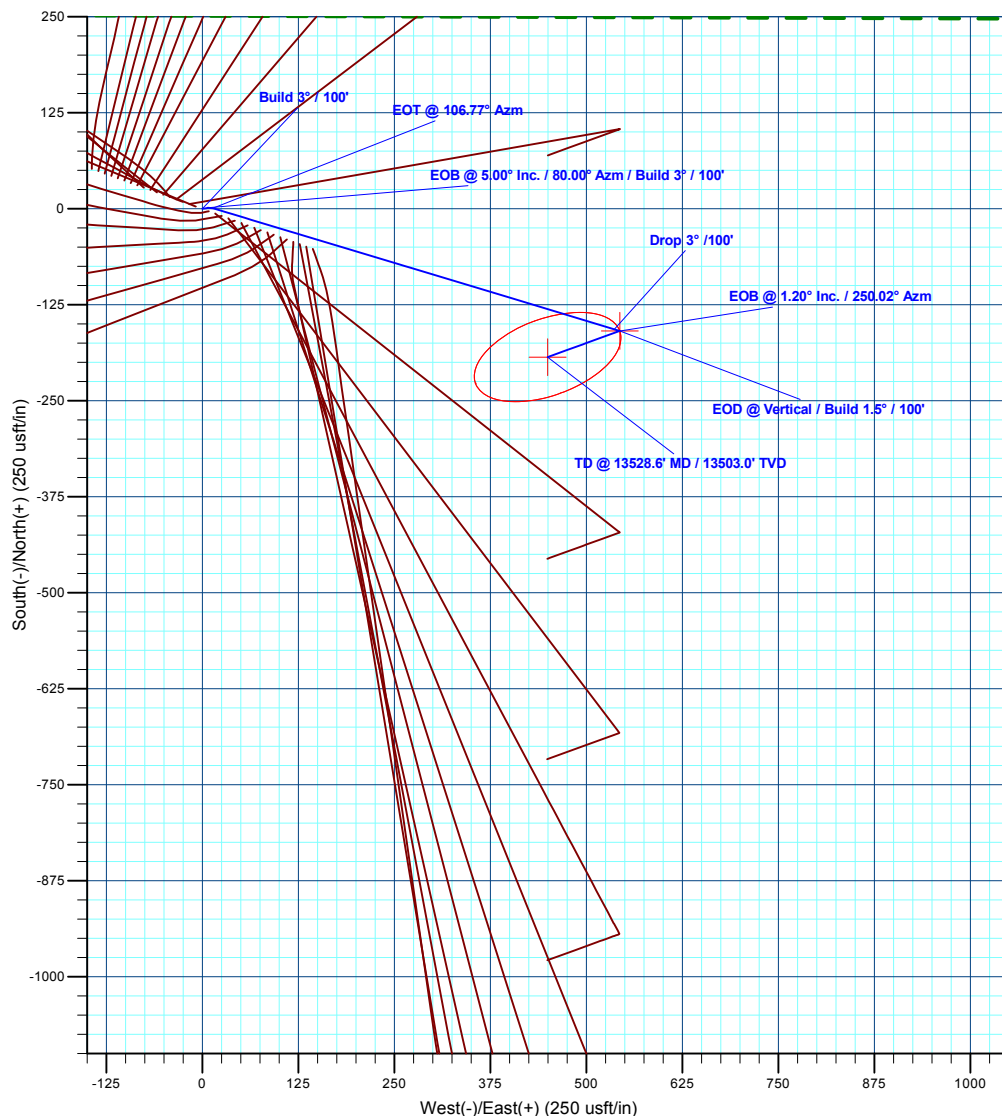 250
125
0
-125
-250
-375
-500
-625
-750
-875
-1000
South(-)/North(+) (250 usft/in)
Build 3° / 100'
EOT @ 106.77° Azm
EOB @ 5.00° Inc. / 80.00° Azm / Build 3° / 100'
Drop 3° /100'
EOB @ 1.20° Inc. / 250.02° Azm
EOD @ Vertical / Build 1.5° / 100'
TD @ 13528.6' MD / 13503.0' TVD
-125 0 125 250 375 500 625 750 875 1000
West(-)/East(+) (250 usft/in)